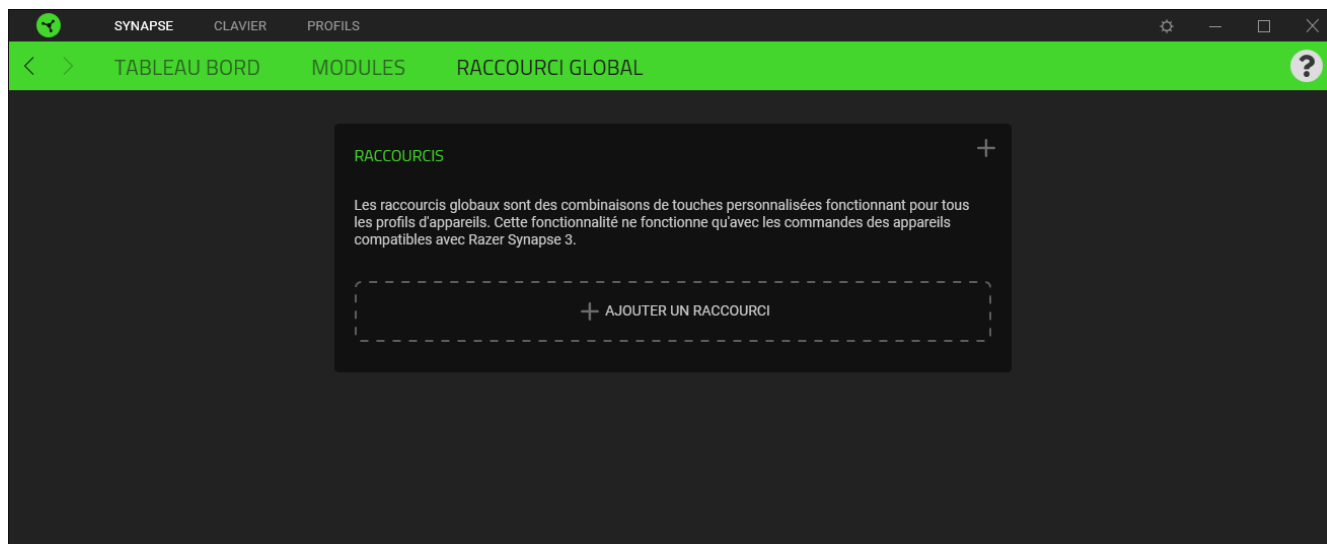 SYNAPSE CLAVIER PROFILS
TABLEAU BORD MODULES RACCOURCI GLOBAL ?
RACCOURCIS
Les raccourcis globaux sont des combinaisons de touches personnalisées fonctionnant pour tous
les profils d'appareils. Cette fonctionnalité ne fonctionne qu'avec les commandes des appareils
compatibles avec Razer Synapse 3.
AJOUTER UN RACCOURCI